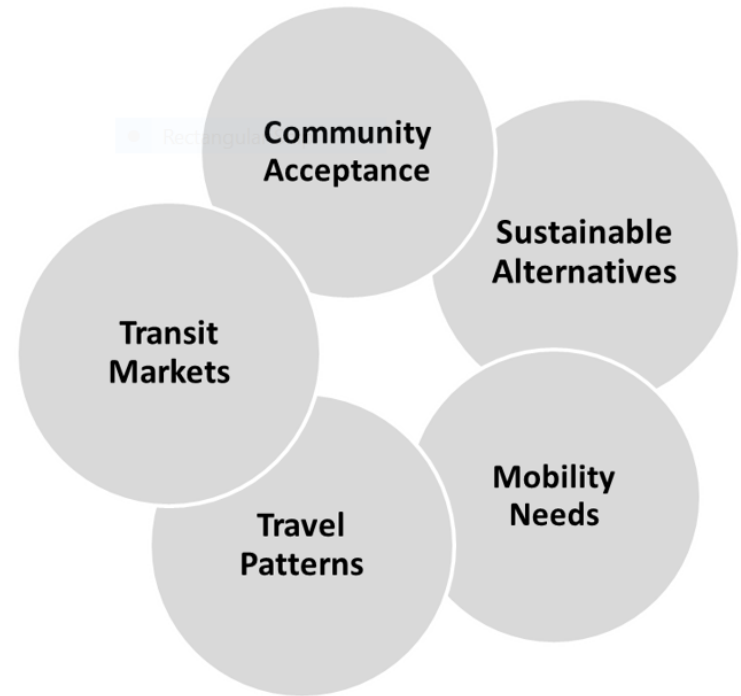 Community
Acceptance
Sustainable
Alternatives
Transit
Markets
Mobility
Needs
Travel
Patterns